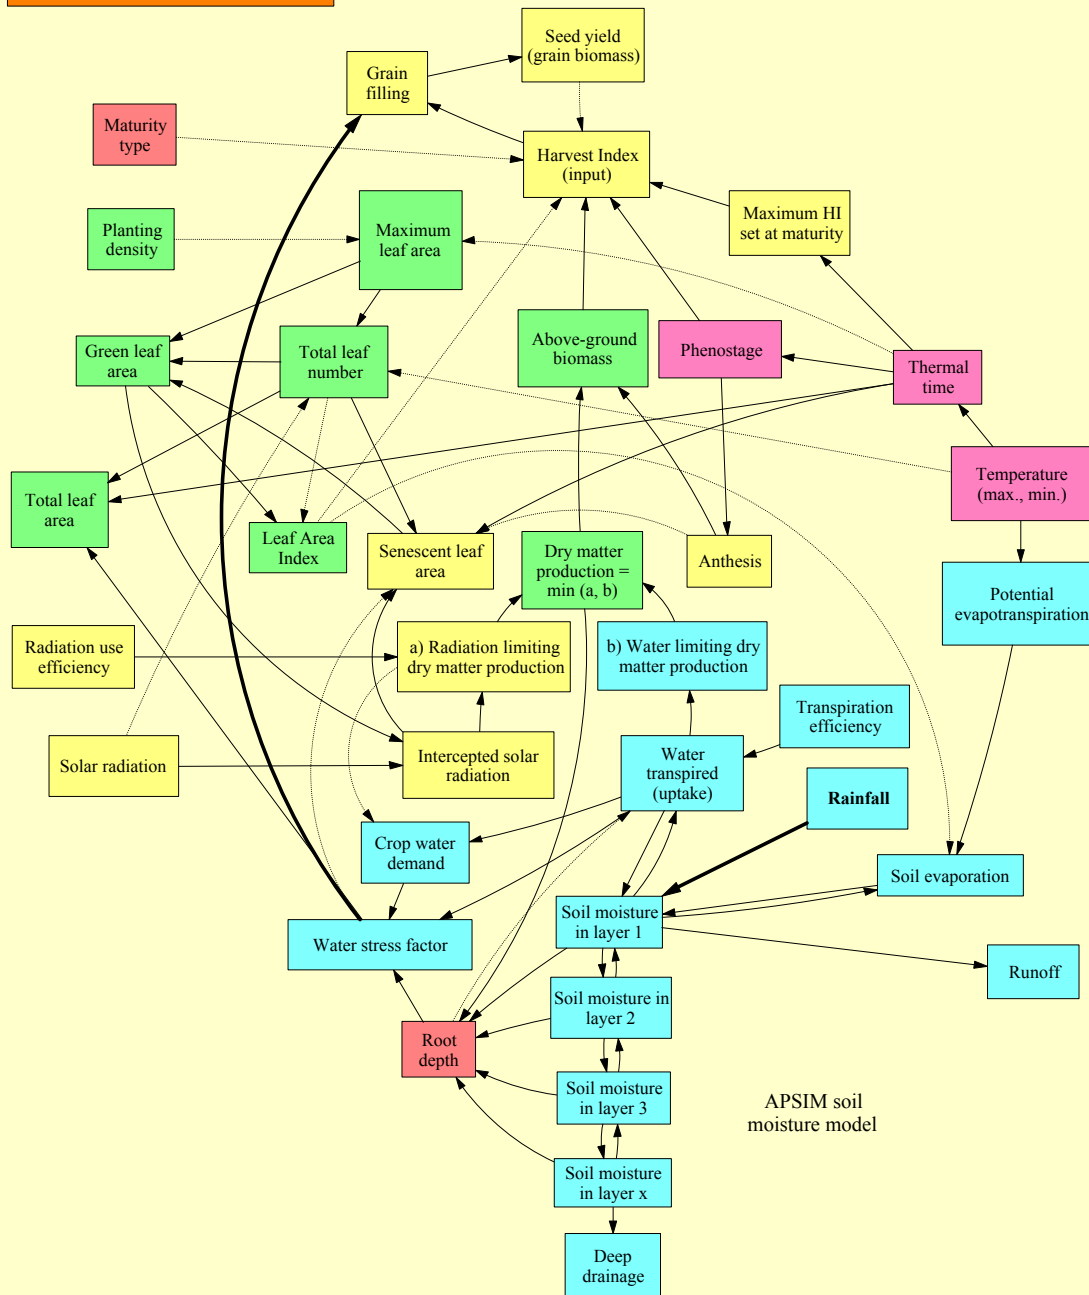 Seed yield
(grain biomass)
Grain
filling
Maturity
type
Harvest Index
(input)
Planting
density
Maximum
leaf area
Maximum HI
set at maturity
Green leaf
area
Total leaf
number
Above-ground
biomass
Phenostage
Thermal
time
Total leaf
area
Temperature
(max., min.)
Leaf Area
Index
Senescent leaf
area
Dry matter
production =
min (a, b)
Anthesis
Potential
evapotranspiration
Radiation use
efficiency
a) Radiation limiting
dry matter production
b) Water limiting dry
matter production
Transpiration
efficiency
Solar radiation
Intercepted solar
radiation
Water
transpired
(uptake)
Rainfall
Crop water
demand
Soil evaporation
Water stress factor
Soil moisture
in layer 1
Runoff
Soil moisture in
layer 2
Root
depth
Soil moisture
in layer 3
APSIM soil
moisture model
Soil moisture
in layer x
Deep
drainage